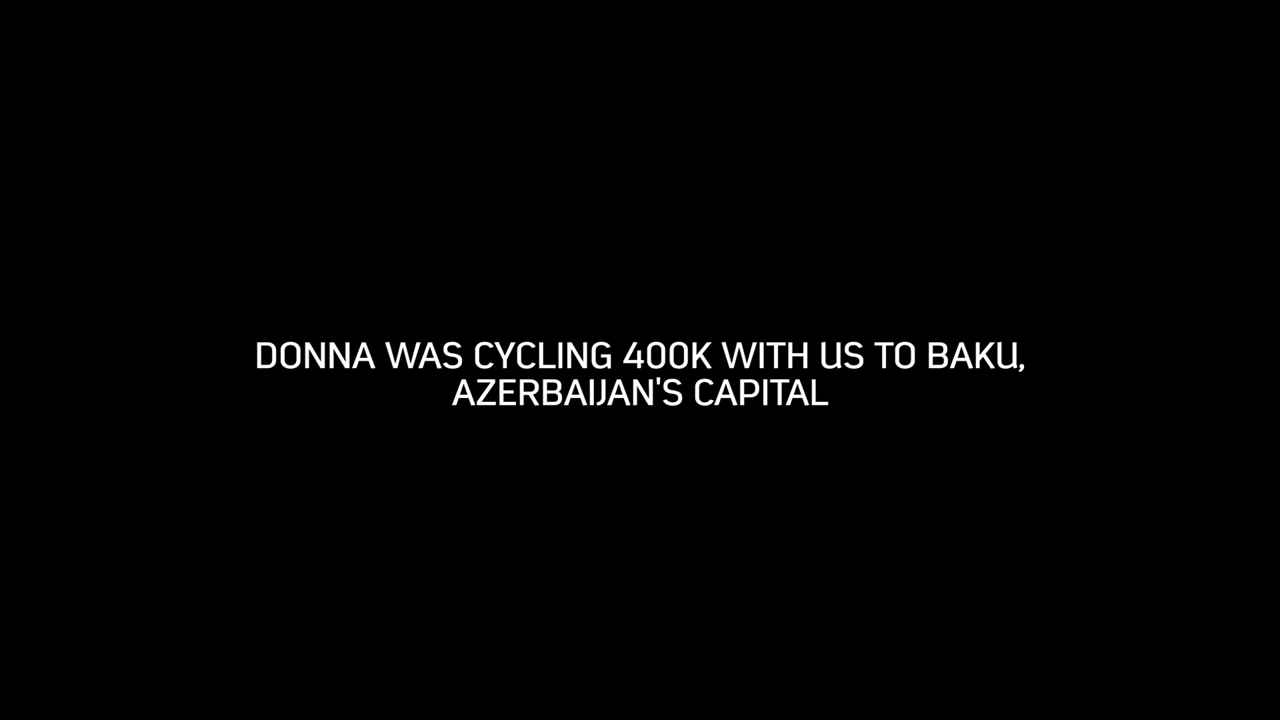 DONNA WAS CYCLING 400K WITH US TO BAKU,
AZERBAIJAN'S CAPITAL